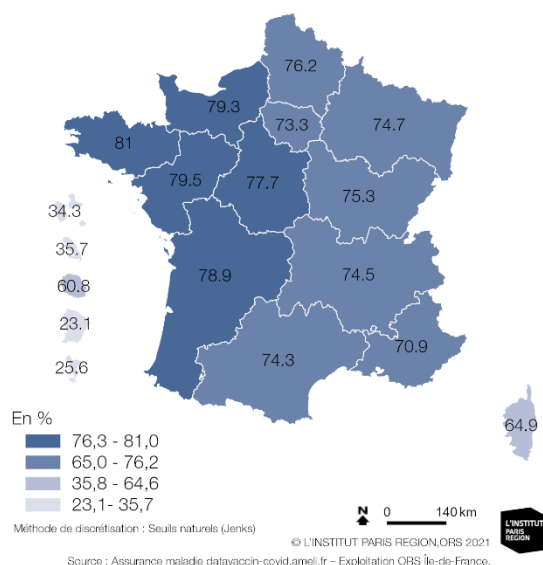 76.2
79.3
73.3
74.7
81
79.5
77.7
75.3
34.3
35.7
78.9
60.8
74.5
23.1
74.3
70.9
25.6
64.9
En %
76,3 - 81,0
65,0 - 76,2
35,8 - 64,6
23,1- 35,7
Méthode de discrétisation : Seuils naturels (Jenks)
N
0 140 km
© L'INSTITUT PARIS REGION,ORS 2021
L'INSTITUT
PARIS
REGION
Source : Assurance maladie datavaccin-covid.ameli.fr – Exploitation ORS Île-de-France.